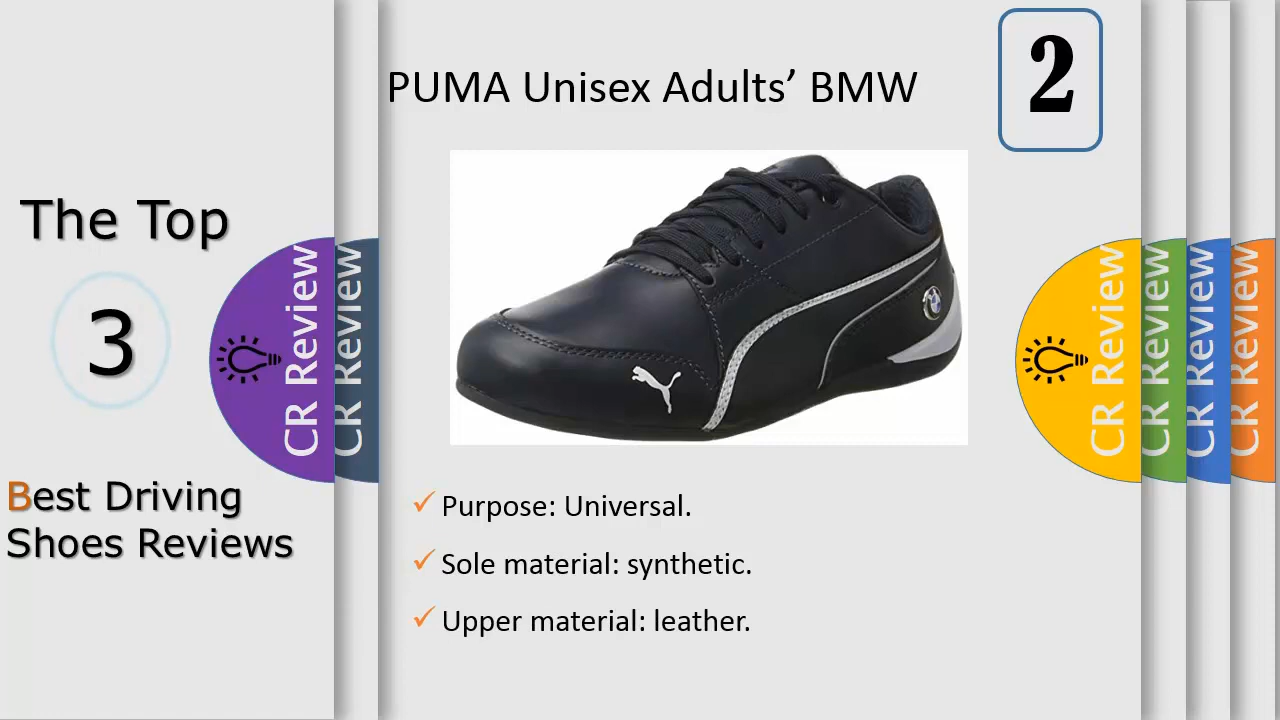 PUMA Unisex Adults’ BMW
2
The Top
3
Best Driving
Shoes Reviews
CR Review
CR Review
CR Review
CR Review
CR Review
CR Review
Purpose: Universal.
Sole material: synthetic.
Upper material: leather.